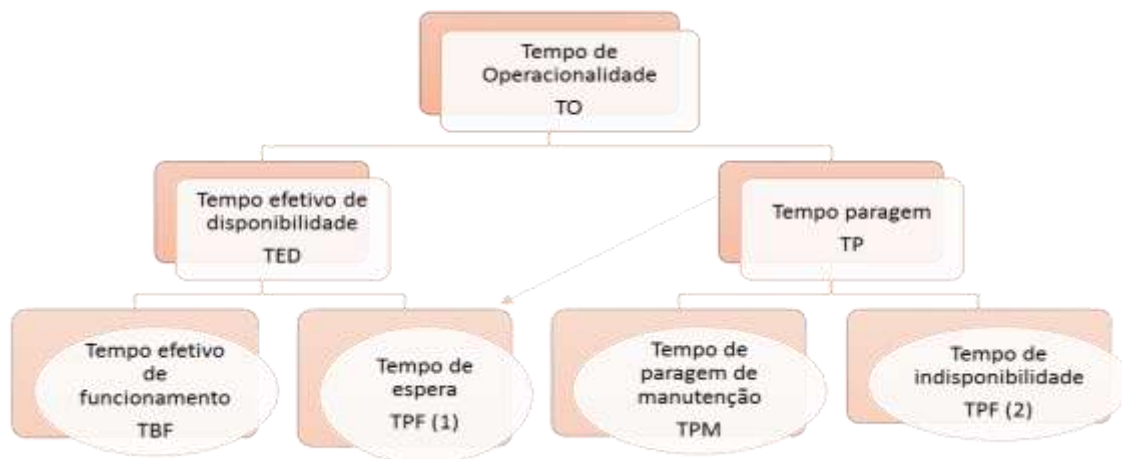 Tempo de
Operacionalidade
TO
Tempo efetivo de
disponibilidade
TED
Tempo paragem
TP
Tempo efetivo
de
funcionamento
TBF
Tempo de
espera
TPF (1)
Tempo de
paragem de
manutenção
TPM
Tempo de
indisponibilidade
TPF (2)